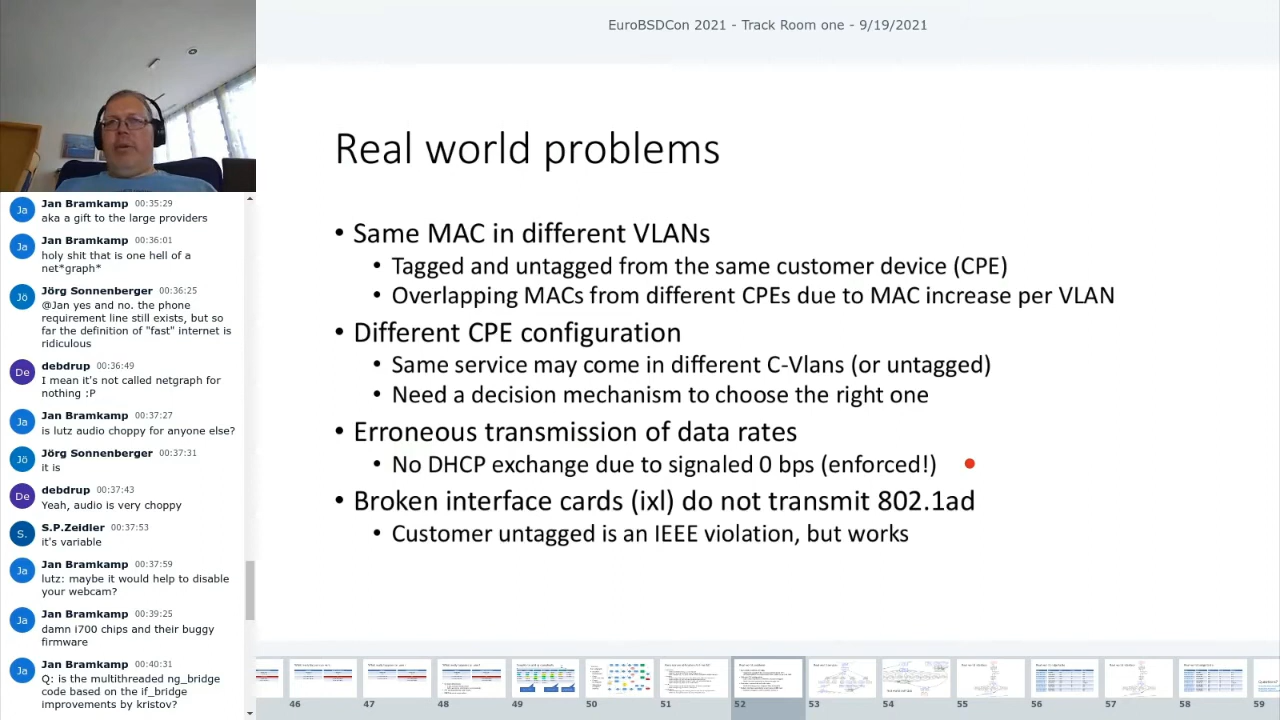 EuroBSDCon 2021 - Track Room one - 9/19/2021
Real world problems
• Same MAC in different VLANs
• Tagged and untagged from the same customer device (CPE)
• Overlapping MACs from different CPEs due to MAC increase per VLAN
• Different CPE configuration
• Same service may come in different C-Vlans (or untagged)
• Need a decision mechanism to choose the right one
• Erroneous transmission of data rates
• No DHCP exchange due to signaled 0 bps (enforced!)
• Broken interface cards (ixl) do not transmit 802.1ad
• Customer untagged is an IEEE violation, but works
Ja Jan Bramkamp 00:35:29
aka a gift to the large providers
Ja Jan Bramkamp 00:36:01
holy shit that is one hell of a
net*graph*
Jö Jörg Sonnenberger 00:36:25
@Jan yes and no. the phone
requirement line still exists, but so
far the definition of "fast" internet is
ridiculous
De debdrup 00:36:49
I mean it's not called netgraph for
nothing :P
Ja Jan Bramkamp 00:37:27
is lutz audio choppy for anyone else?
Jö Jörg Sonnenberger 00:37:31
it is
De debdrup 00:37:43
Yeah, audio is very choppy
S. S.P.Zeidler 00:37:53
it's variable
Ja Jan Bramkamp 00:37:59
lutz: maybe it would help to disable
your webcam?
Ja Jan Bramkamp 00:39:25
damn i700 chips and their buggy
firmware
Ja Jan Bramkamp 00:40:31
Q: is the multithreaded ng_bridge
code based on the if_bridge
improvements by kristov?
46 47 48 49 50 51 52 53 54 55 56 57 58 59